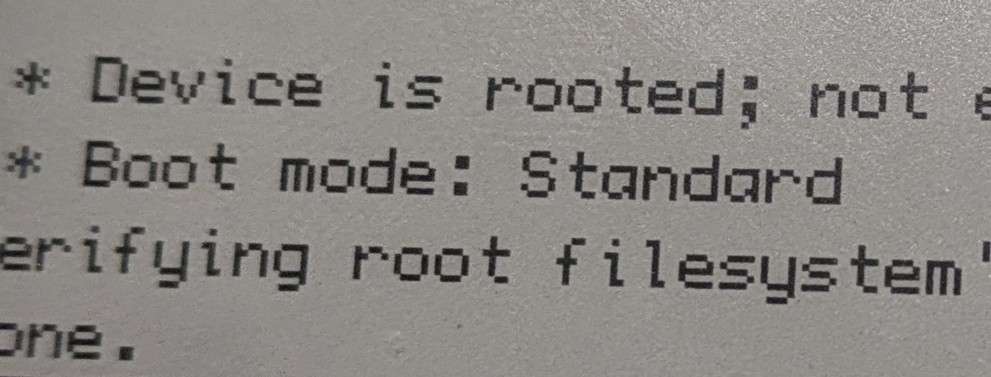 * Device is rooted; not
* Boot mode: Standard
erifying root filesystem'
one.